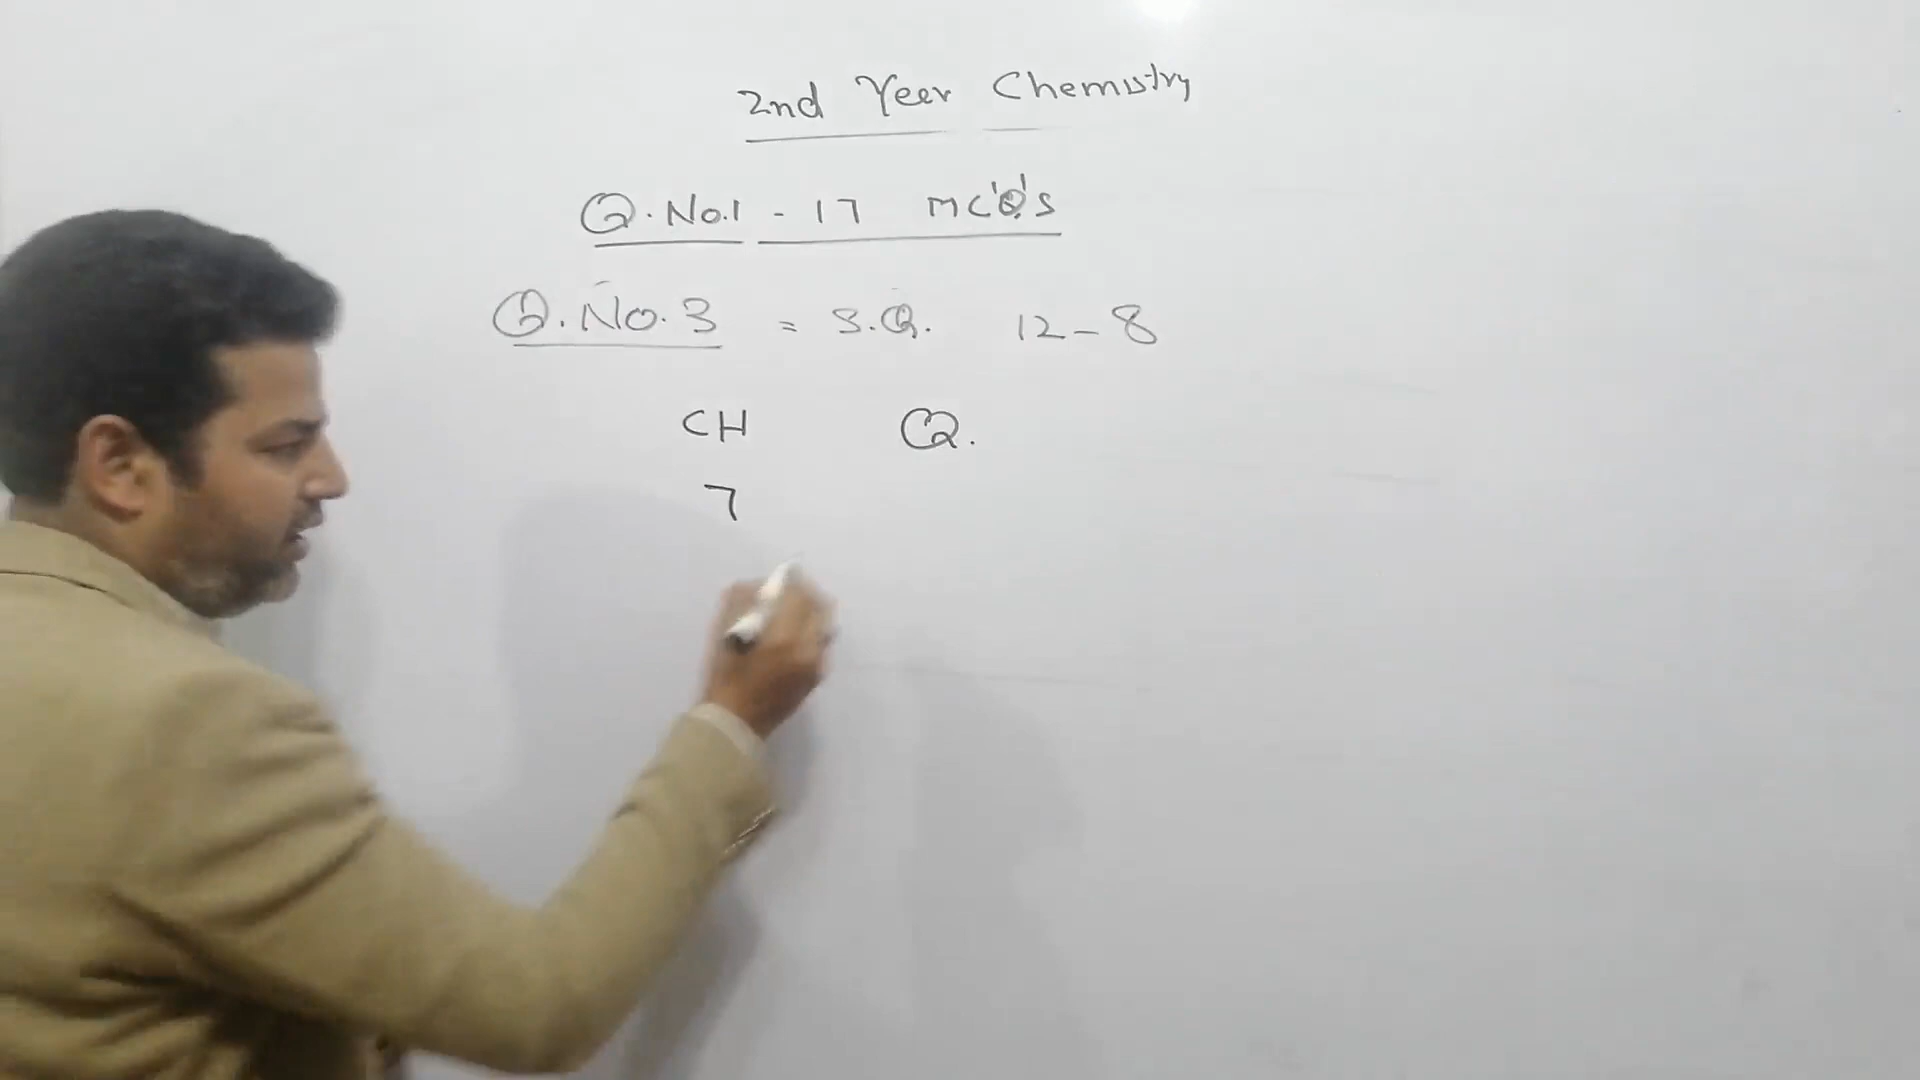 2nd Year Chemistry
Q.No.1 - 17 MCQ's
Q.No.3 = S.Q. 12-8
CH Q.
7